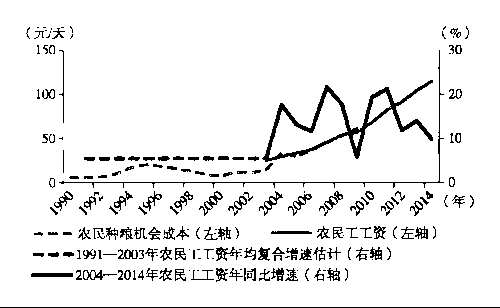 (元/天) (%)
150 30
100 20
50 10
0 0
1990 1992 1994 1996 1998 2000 2002 2004 2006 2008 2010 2012 2014 (年)
农民种粮机会成本(左轴) 农民工工资(左轴)
1991—2003年农民工工资年均复合增速估计(右轴)
2004—2014年农民工工资年同比增速(右轴)